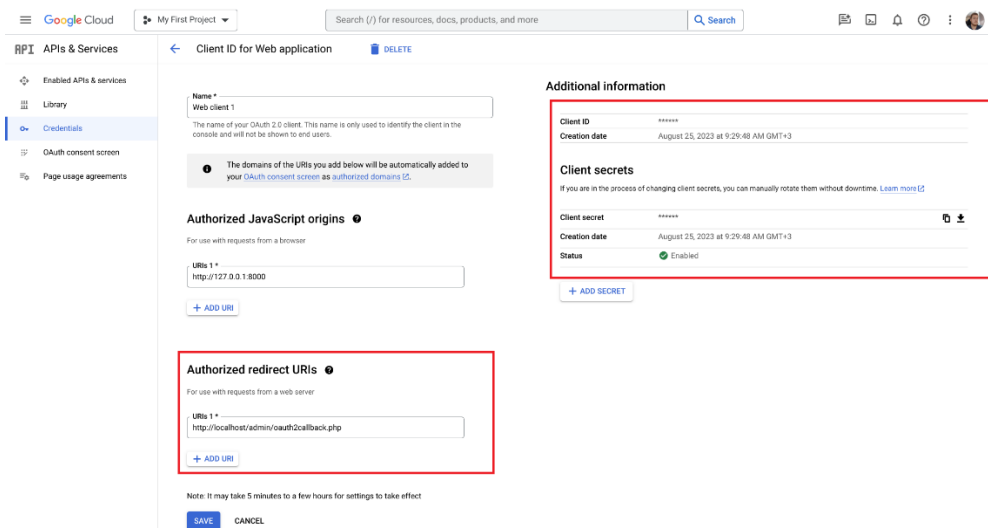 Google Cloud
My First Project
Search (/) for resources, docs, products, and more
Search
API APIs & Services
Client ID for Web application
DELETE
Enabled APIs & services
Library
Credentials
OAuth consent screen
Page usage agreements
Name *
Web client 1
The name of your OAuth 2.0 client. This name is only used to identify the client in the
console and will not be shown to end users.
The domains of the URIs you add below will be automatically added to
your OAuth consent screen as authorized domains.
Authorized JavaScript origins
For use with requests from a browser
URIs 1 *
http://127.0.0.1:8000
+ ADD URI
Authorized redirect URIs
For use with requests from a web server
URIs 1 *
http://localhost/admin/oauth2callback.php
+ ADD URI
Note: It may take 5 minutes to a few hours for settings to take effect
SAVE CANCEL
Additional information
Client ID ******
Creation date August 25, 2023 at 9:29:48 AM GMT+3
Client secrets
If you are in the process of changing client secrets, you can manually rotate them without downtime. Learn more
Client secret ******
Creation date August 25, 2023 at 9:29:48 AM GMT+3
Status Enabled
+ ADD SECRET